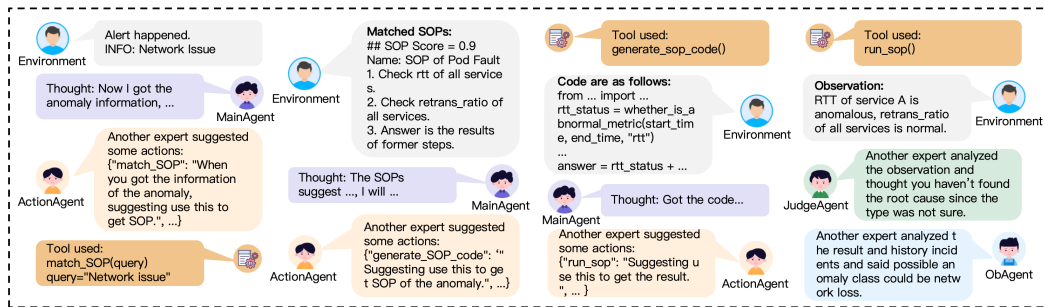 Alert happened.
INFO: Network Issue
Environment
Thought: Now I got the
anomaly information, ...
MainAgent
Another expert suggested
some actions:
{"match_SOP": "When
you got the information
of the anomaly,
suggesting use this to
get SOP.", ...}
ActionAgent
Tool used:
match_SOP(query)
query="Network issue"
Matched SOPs:
## SOP Score = 0.9
Name: SOP of Pod Fault
1. Check rtt of all service
s.
2. Check retrans_ratio of
all services.
3. Answer is the results
of former steps.
Environment
Thought: The SOPs
suggest ..., I will ...
MainAgent
Another expert suggested
some actions:
{"generate_SOP_code": '"
Suggesting use this to ge
t SOP of the anomaly.", ...}
ActionAgent
Tool used:
generate_sop_code()
Code are as follows:
from ... import ...
rtt_status = whether_is_a
bnormal_metric(start_tim
e, end_time, "rtt")
...
answer = rtt_status + ...
Environment
Thought: Got the code...
MainAgent
Another expert suggested
some actions:
{"run_sop": "Suggesting u
se this to get the result.
", ... }
ActionAgent
Tool used:
run_sop()
Observation:
RTT of service A is
anomalous, retrans_ratio
of all services is normal.
Environment
Another expert analyzed
the observation and
thought you haven't found
the root cause since the
type was not sure.
JudgeAgent
Another expert analyzed t
he result and history incid
ents and said possible an
omaly class could be netw
ork loss.
ObAgent